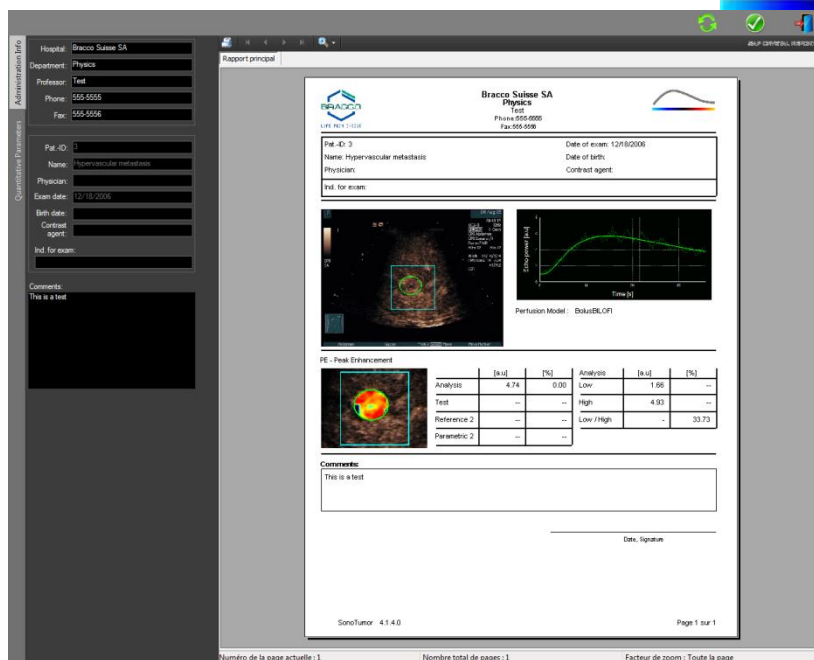 Administration Info
Quantitative Parameters
Hospital: Bracco Suisse SA
Department: Physics
Professor: Test
Phone: 555-5555
Fax: 555-5556
Pat.-ID: 3
Name: Hypervascular metastasis
Physician:
Exam date: 12/18/2006
Birth date:
Contrast
agent:
Ind. for exam:
Comments:
This is a test
Rapport principal
BRACCO
LIFE FROM INSIDE
Bracco Suisse SA
Physics
Test
Phone:555-5555
Fax:555-5556
Pat.-ID: 3
Date of exam: 12/18/2006
Name: Hypervascular metastasis
Date of birth:
Physician:
Contrast agent:
Ind. for exam:
Echo-power [a.u]
Time [s]
Perfusion Model : BolusBILOFI
PE - Peak Enhancement
[a.u] [%] Analysis [a.u] [%]
Analysis 4.74 0.00 Low 1.66 --
Test -- -- High 4.93 --
Reference 2 -- -- Low / High - 33.73
Parametric 2 -- --
Comments:
This is a test
Date, Signature
SonoTumor 4.1.4.0
Page 1 sur 1
Numéro de la page actuelle : 1
Nombre total de pages : 1
Facteur de zoom : Toute la page